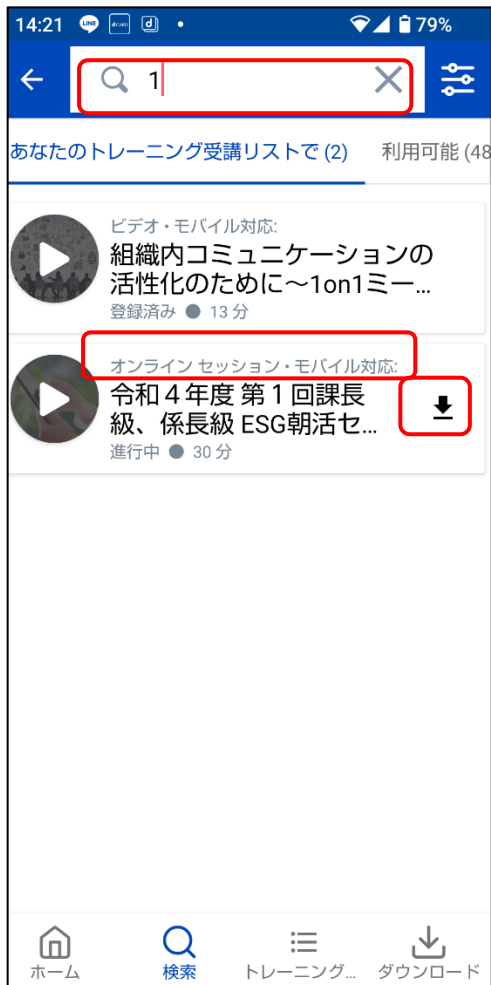 14:21 LINE dcard d 79%
1
あなたのトレーニング受講リストで (2) 利用可能 (48
ビデオ・モバイル対応:
組織内コミュニケーションの
活性化のために～1on1ミー...
登録済み ● 13 分
オンライン セッション・モバイル対応:
令和４年度 第１回課長
級、係長級 ESG朝活セ...
進行中 ● 30 分
ホーム 検索 トレーニング... ダウンロード